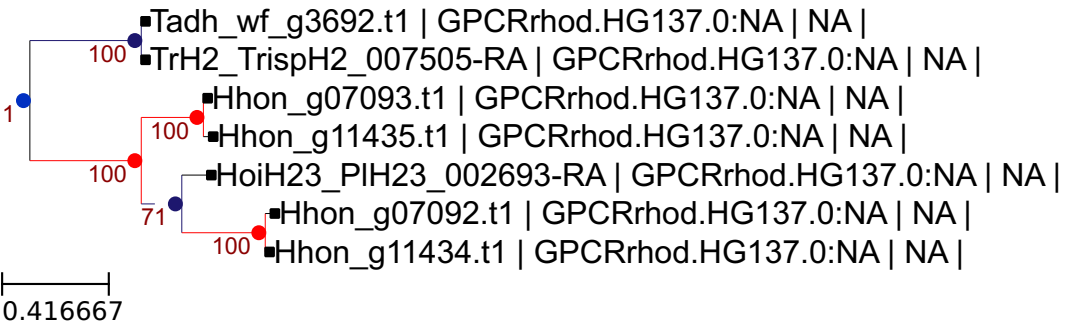 Tadh_wf_g3692.t1 | GPCRrhod.HG137.0:NA | NA |
100
TrH2_TrispH2_007505-RA | GPCRrhod.HG137.0:NA | NA |
Hhon_g07093.t1 | GPCRrhod.HG137.0:NA | NA |
1
100
Hhon_g11435.t1 | GPCRrhod.HG137.0:NA | NA |
100
HoiH23_PlH23_002693-RA | GPCRrhod.HG137.0:NA | NA |
71
Hhon_g07092.t1 | GPCRrhod.HG137.0:NA | NA |
100
Hhon_g11434.t1 | GPCRrhod.HG137.0:NA | NA |
0.416667